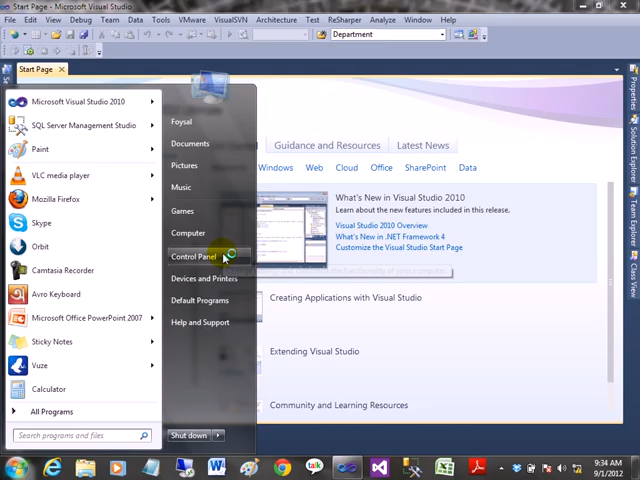 Start Page - Microsoft Visual Studio
File Edit View Debug Team Data Tools VMware VisualSVN Architecture Test ReSharper Analyze Window Help
Department
Start Page
Microsoft Visual Studio 2010
SQL Server Management Studio
Paint
VLC media player
Mozilla Firefox
Skype
Orbit
Camtasia Recorder
Avro Keyboard
Microsoft Office PowerPoint 2007
Sticky Notes
Vuze
Calculator
All Programs
Search programs and files
Foysal
Documents
Pictures
Music
Games
Computer
Control Panel
Devices and Printers
Default Programs
Help and Support
Shut down
Guidance and Resources Latest News
Windows Web Cloud Office SharePoint Data
What's New in Visual Studio 2010
Learn about the new features included in this release.
Visual Studio 2010 Overview
What's New in .NET Framework 4
Customize the Visual Studio Start Page
functionality of your computer.
Creating Applications with Visual Studio
Extending Visual Studio
Community and Learning Resources
Properties
Solution Explorer
Team Explorer
Class View
talk
9:34 AM
9/1/2012